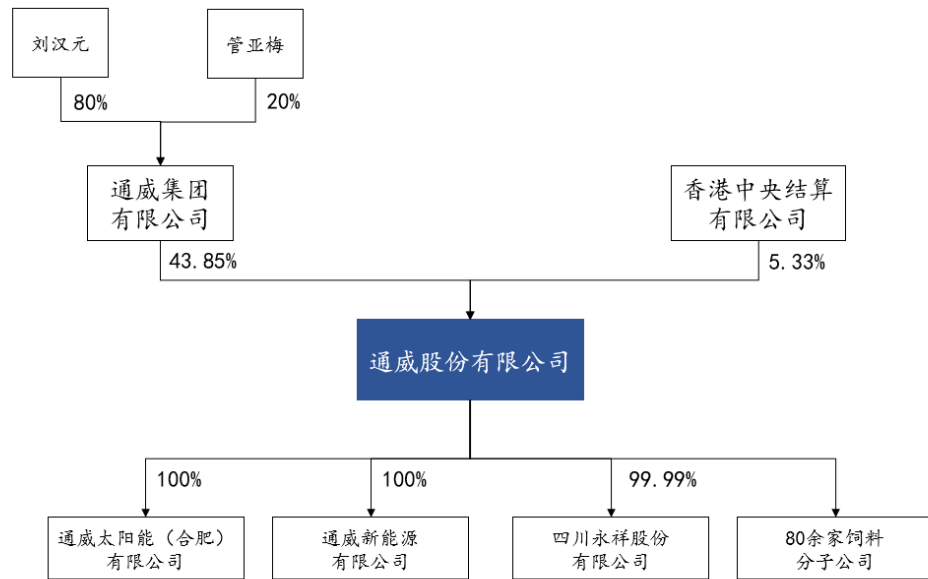 刘汉元
管亚梅
80%
20%
通威集团
有限公司
香港中央结算
有限公司
43.85%
5.33%
通威股份有限公司
100%
100%
99.99%
通威太阳能（合肥）
有限公司
通威新能源
有限公司
四川永祥股份
有限公司
80余家饲料
分子公司